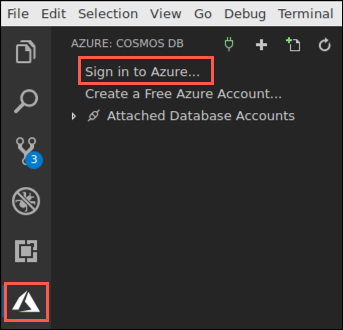 File Edit Selection View Go Debug Terminal
AZURE: COSMOS DB
Sign in to Azure...
Create a Free Azure Account...
Attached Database Accounts
3